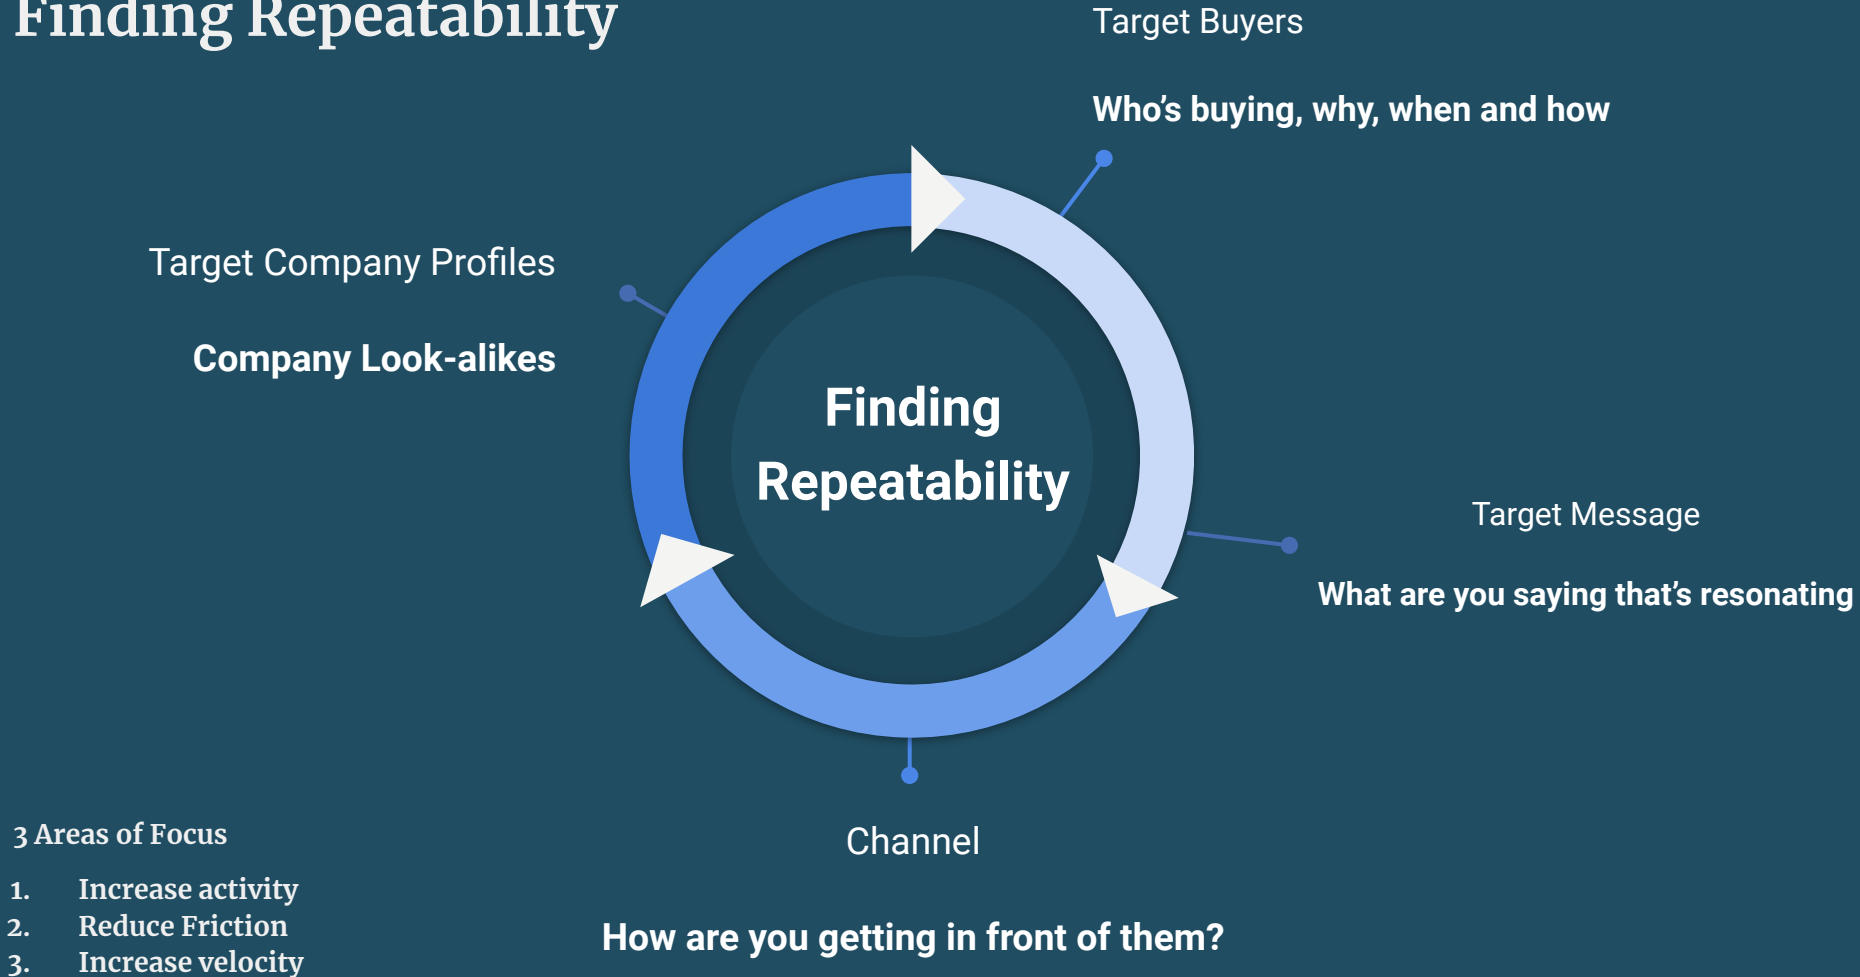 Finding Repeatability
Target Buyers
Who’s buying, why, when and how
Target Company Profiles
Company Look-alikes
Finding
Repeatability
Target Message
What are you saying that’s resonating
Channel
How are you getting in front of them?
3 Areas of Focus
1. Increase activity
2. Reduce Friction
3. Increase velocity